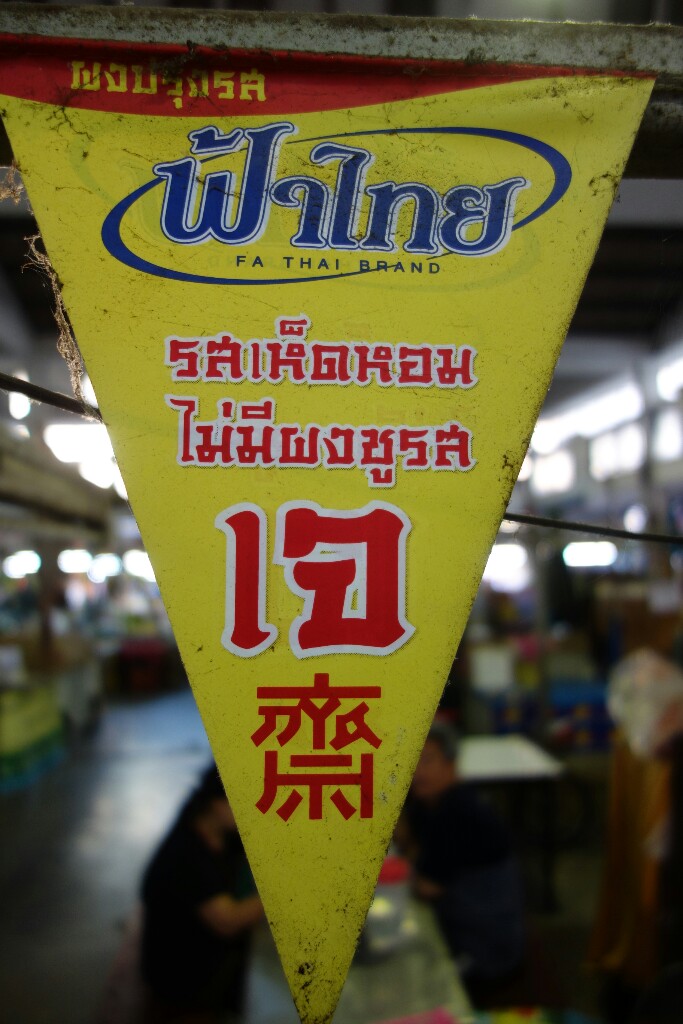 ผงปรุงรส
ฟ้าไทย
FA THAI BRAND
รสเห็ดหอม
ไม่มีผงชูรส
เจ
齋